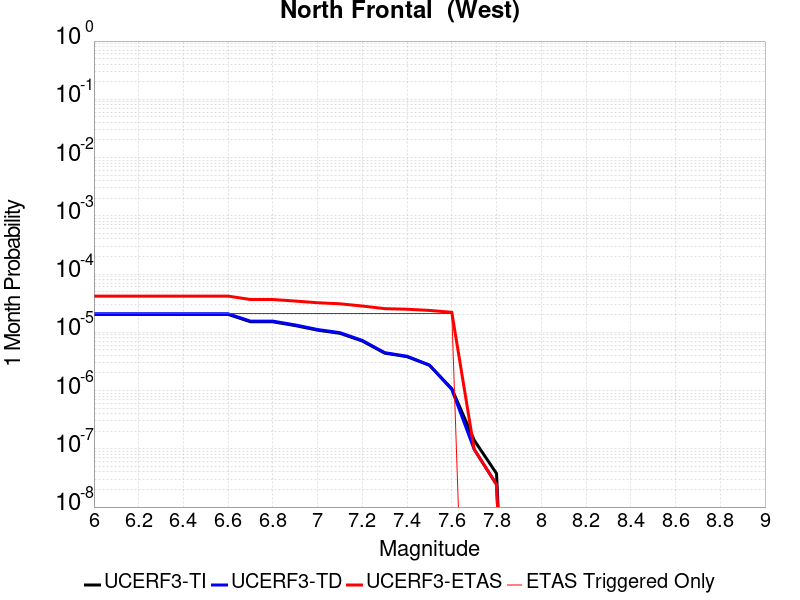 North Frontal  (West)
10^0
10^-1
10^-2
10^-3
10^-4
10^-5
10^-6
10^-7
10^-8
1 Month Probability
6 6.2 6.4 6.6 6.8 7 7.2 7.4 7.6 7.8 8 8.2 8.4 8.6 8.8 9
Magnitude
UCERF3-TI UCERF3-TD UCERF3-ETAS ETAS Triggered Only